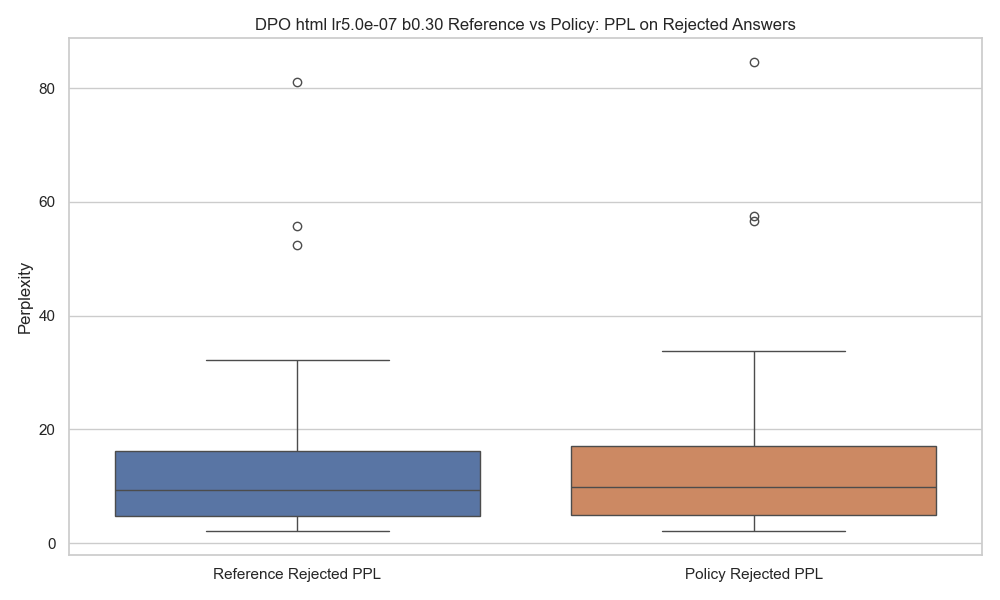 DPO html lr5.0e-07 b0.30 Reference vs Policy: PPL on Rejected Answers
Perplexity
80
60
40
20
0
Reference Rejected PPL
Policy Rejected PPL